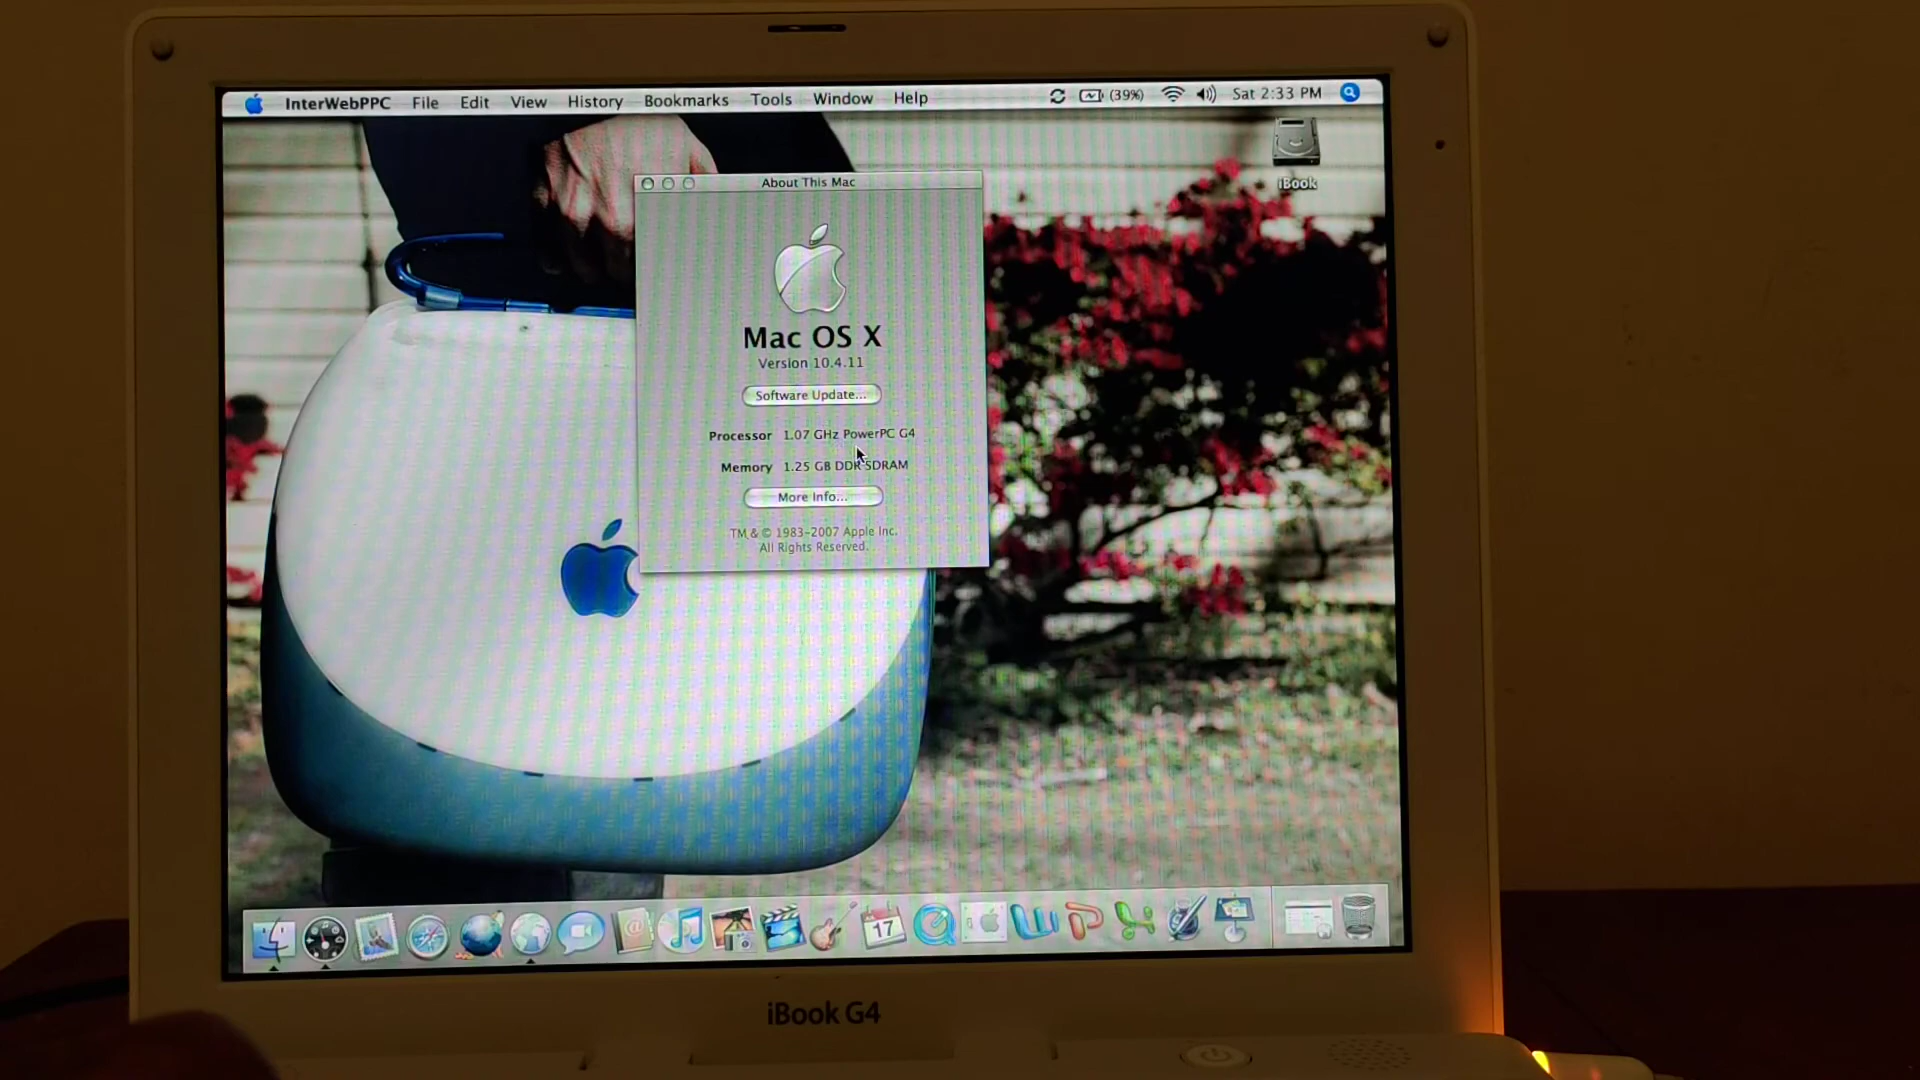 InterWebPPC File Edit View History Bookmarks Tools Window Help (39%) Sat 2:33 PM
iBook
About This Mac
Mac OS X
Version 10.4.11
Software Update...
Processor 1.07 GHz PowerPC G4
Memory 1.25 GB DDR SDRAM
More Info...
TM & © 1983-2007 Apple Inc.
All Rights Reserved.
17
iBook G4